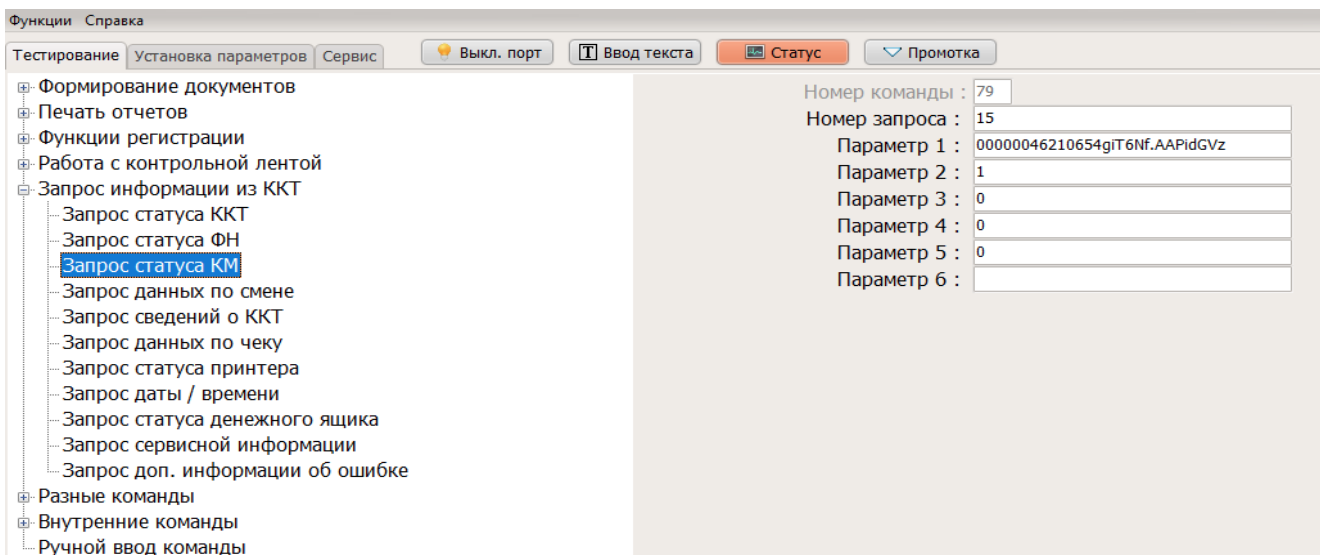 Функции Справка
Тестирование Установка параметров Сервис Выкл. порт Ввод текста Статус Промотка
Формирование документов
Печать отчетов
Функции регистрации
Работа с контрольной лентой
Запрос информации из ККТ
Запрос статуса ККТ
Запрос статуса ФН
Запрос статуса КМ
Запрос данных по смене
Запрос сведений о ККТ
Запрос данных по чеку
Запрос статуса принтера
Запрос даты / времени
Запрос статуса денежного ящика
Запрос сервисной информации
Запрос доп. информации об ошибке
Разные команды
Внутренние команды
Ручной ввод команды
Номер команды : 79
Номер запроса : 15
Параметр 1 : 00000046210654giT6Nf.AAPidGVz
Параметр 2 : 1
Параметр 3 : 0
Параметр 4 : 0
Параметр 5 : 0
Параметр 6 :